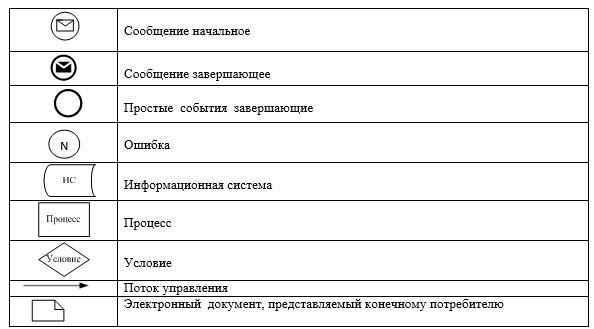 Сообщение начальное
Сообщение завершающее
Простые события завершающие
N
Ошибка
ИС
Информационная система
Процесс
Процесс
Условие
Условие
Поток управления
Электронный документ, представляемый конечному потребителю